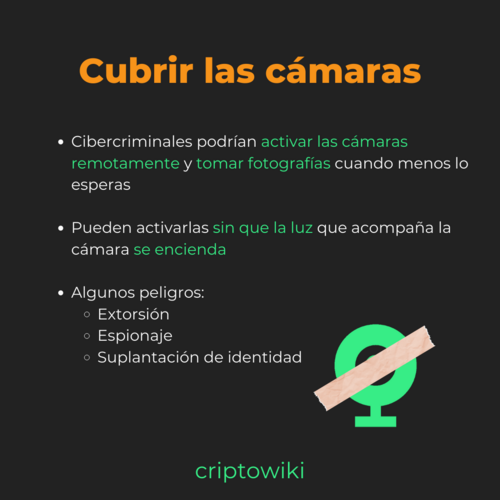 Cubrir las cámaras
Cibercriminales podrían activar las cámaras
remotamente y tomar fotografías cuando menos lo
esperas
Pueden activarlas sin que la luz que acompaña la
cámara se encienda
Algunos peligros:
Extorsión
Espionaje
Suplantación de identidad
criptowiki